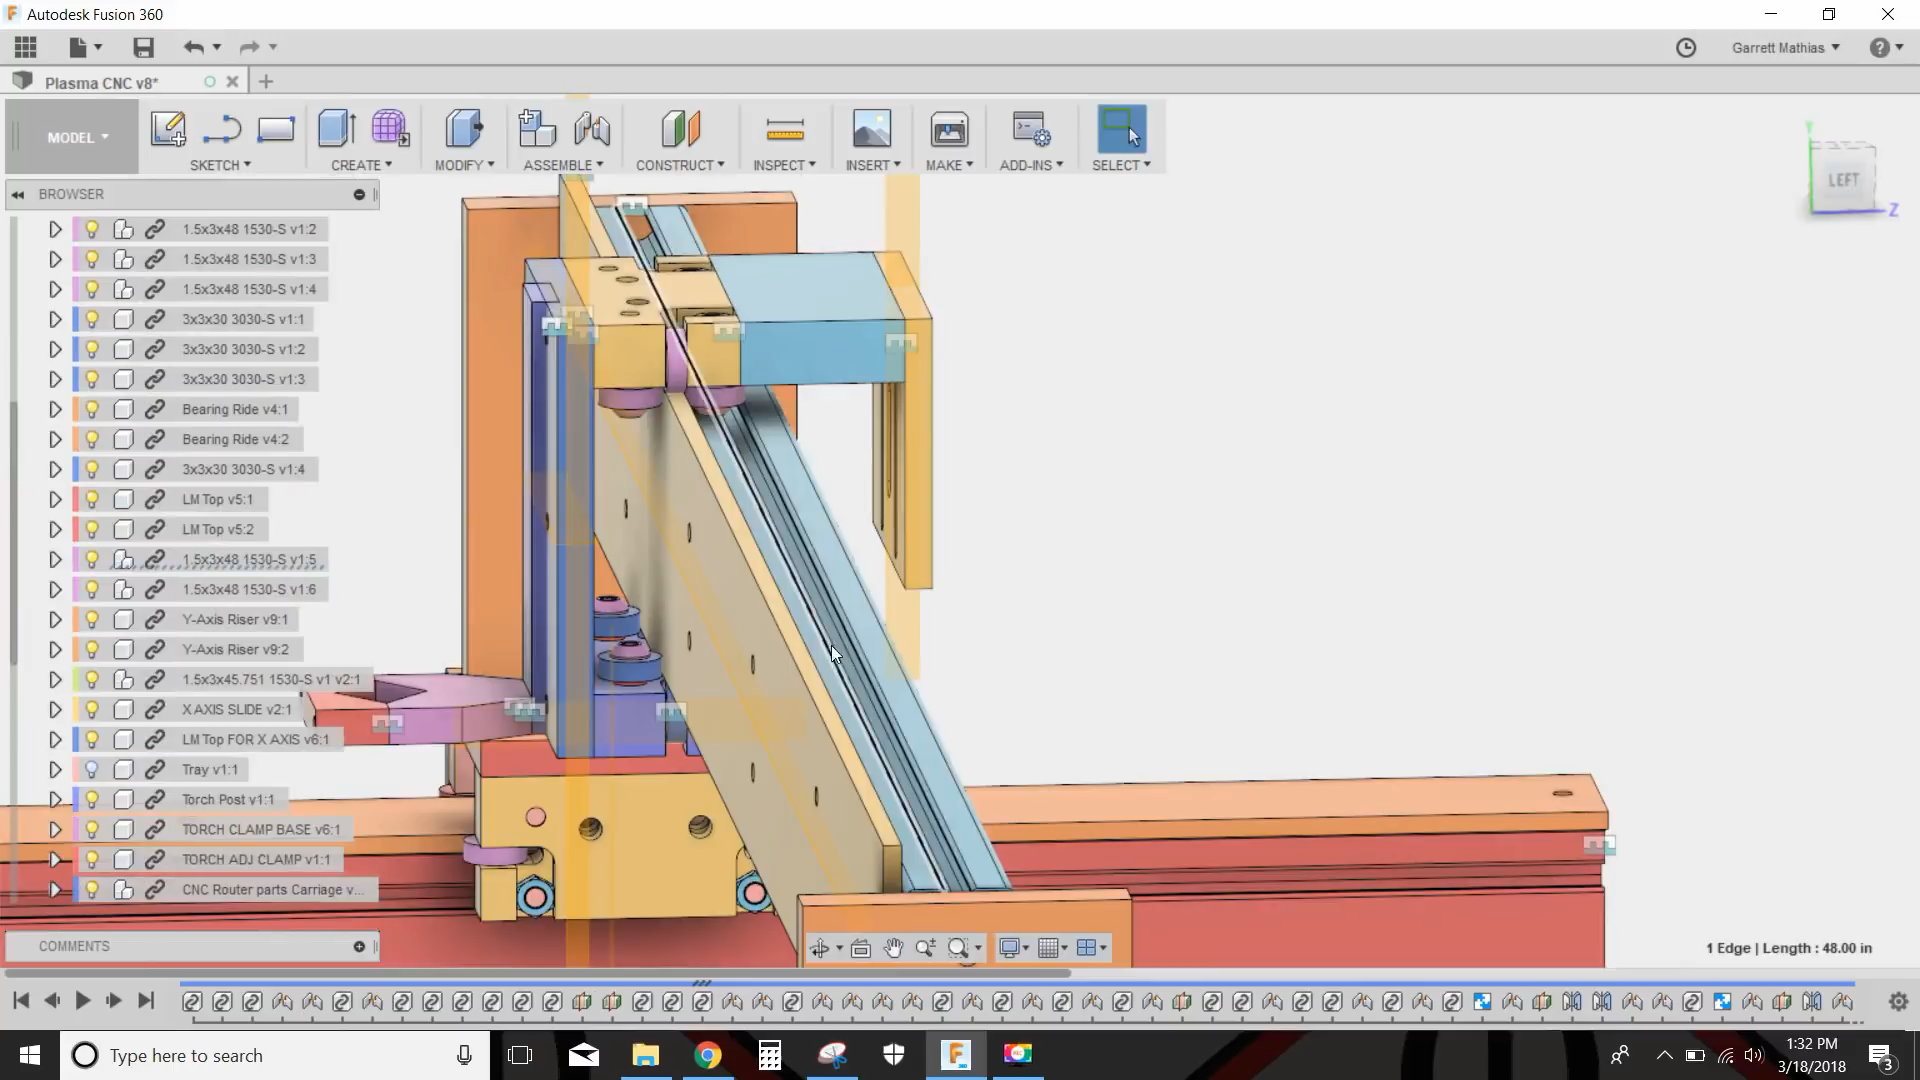 Autodesk Fusion 360
Garrett Mathias
Plasma CNC v8*
MODEL
SKETCH
CREATE
MODIFY
ASSEMBLE
CONSTRUCT
INSPECT
INSERT
MAKE
ADD-INS
SELECT
Y
LEFT
Z
BROWSER
1.5x3x48 1530-S v1:2
1.5x3x48 1530-S v1:3
1.5x3x48 1530-S v1:4
3x3x30 3030-S v1:1
3x3x30 3030-S v1:2
3x3x30 3030-S v1:3
Bearing Ride v4:1
Bearing Ride v4:2
3x3x30 3030-S v1:4
LM Top v5:1
LM Top v5:2
1.5x3x48 1530-S v1:5
1.5x3x48 1530-S v1:6
Y-Axis Riser v9:1
Y-Axis Riser v9:2
1.5x3x45.751 1530-S v1 v2:1
X AXIS SLIDE v2:1
LM Top FOR X AXIS v6:1
Tray v1:1
Torch Post v1:1
TORCH CLAMP BASE v6:1
TORCH ADJ CLAMP v1:1
CNC Router parts Carriage v...
COMMENTS
1 Edge | Length : 48.00 in
Type here to search
1:32 PM
3/18/2018
3